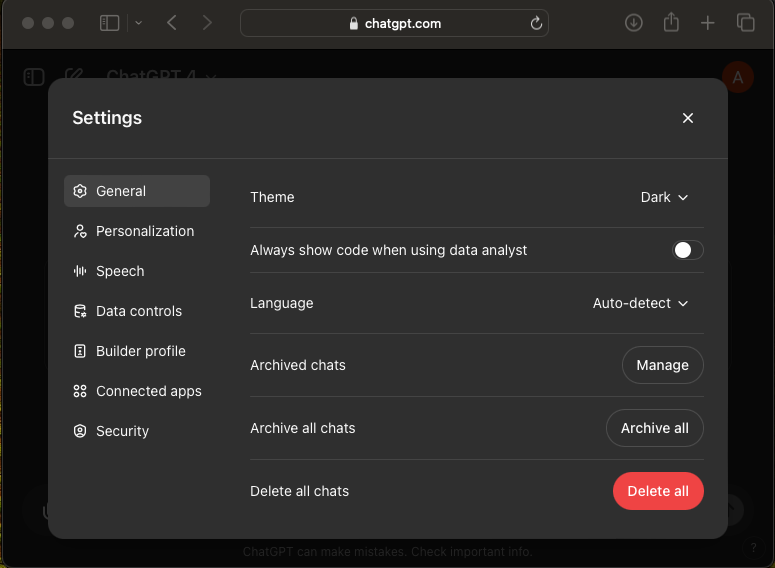 chatgpt.com
ChatGPT 4
A
Settings
General
Personalization
Speech
Data controls
Builder profile
Connected apps
Security
Theme
Dark
Always show code when using data analyst
Language
Auto-detect
Archived chats
Manage
Archive all chats
Archive all
Delete all chats
Delete all
ChatGPT can make mistakes. Check important info.
?